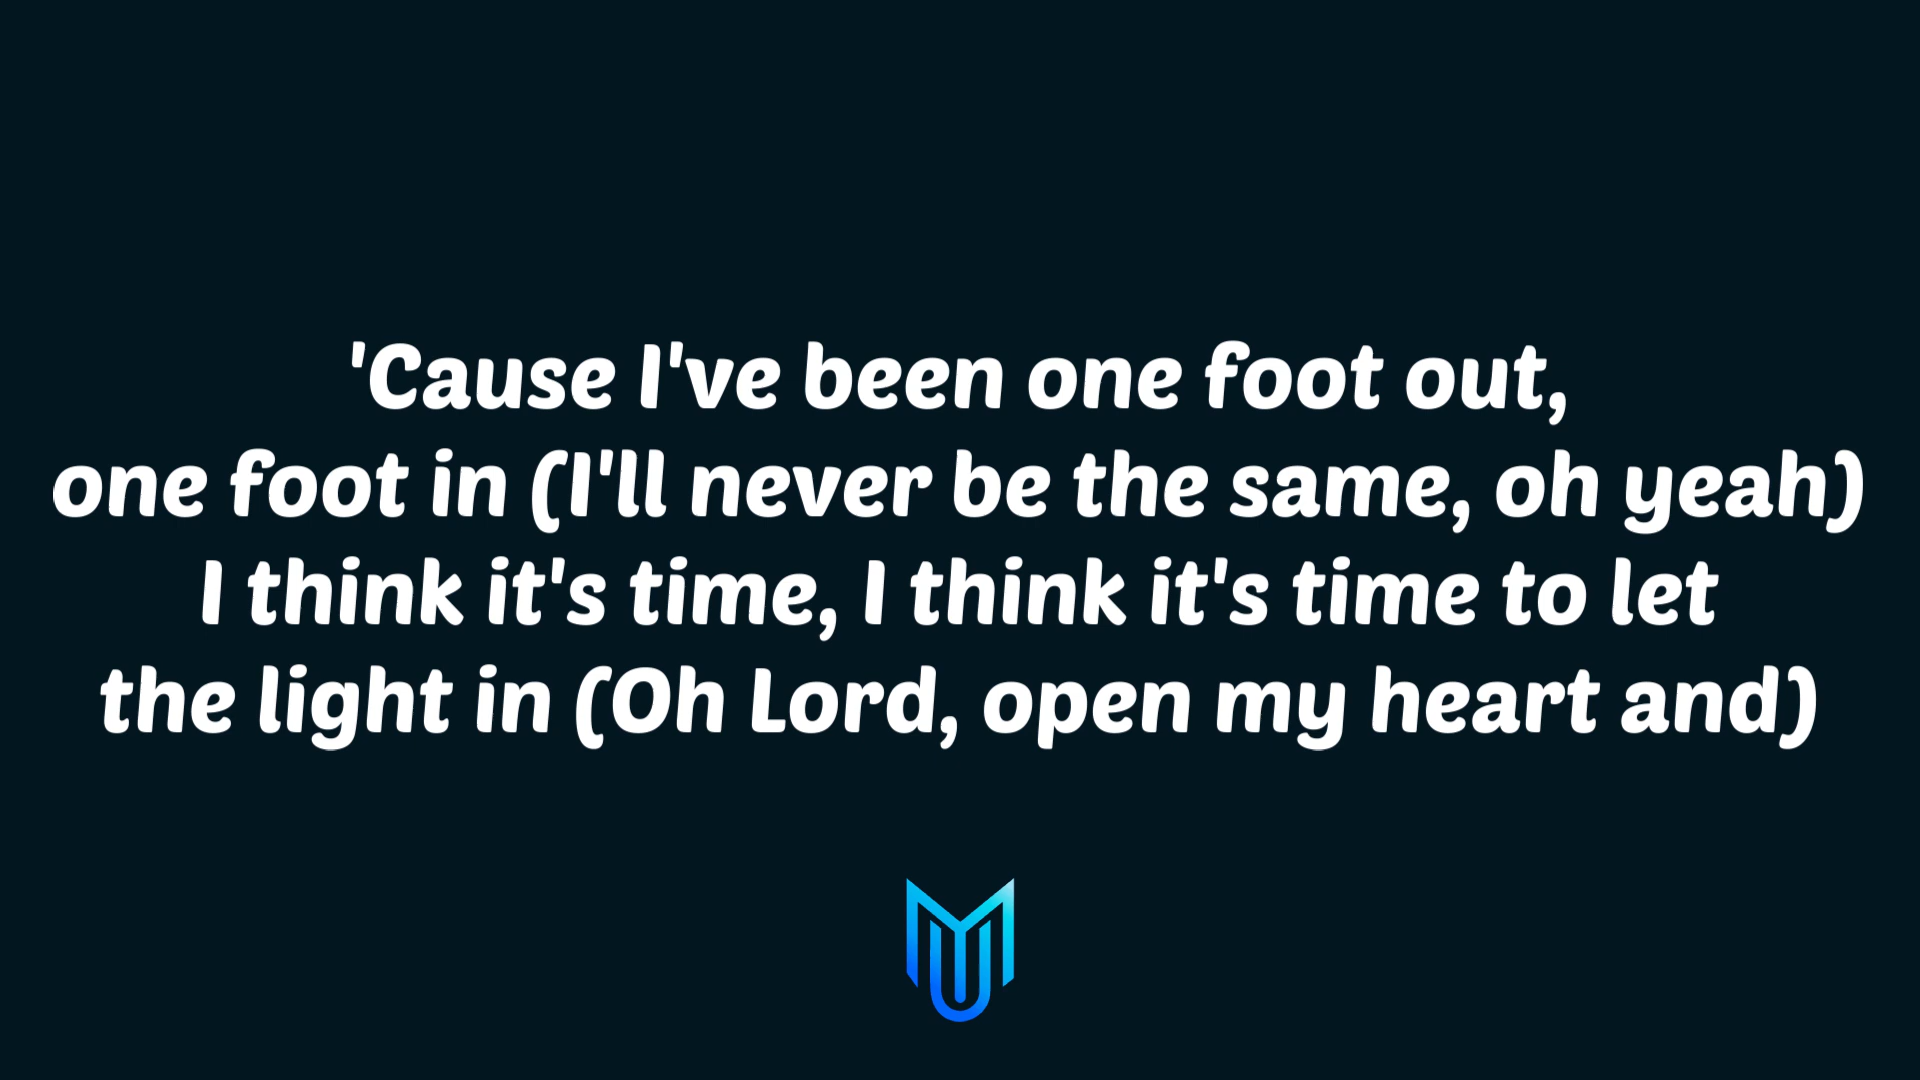 'Cause I've been one foot out,
one foot in (I'll never be the same, oh yeah)
I think it's time, I think it's time to let
the light in (Oh Lord, open my heart and)